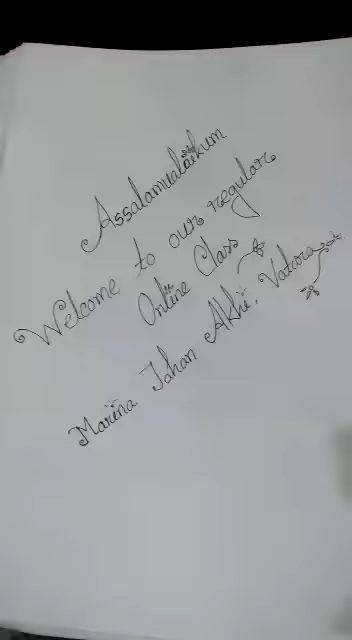 Assalamualaikum
Welcome to our regular
Online Class
Marina Jahan Akhi. Vatara